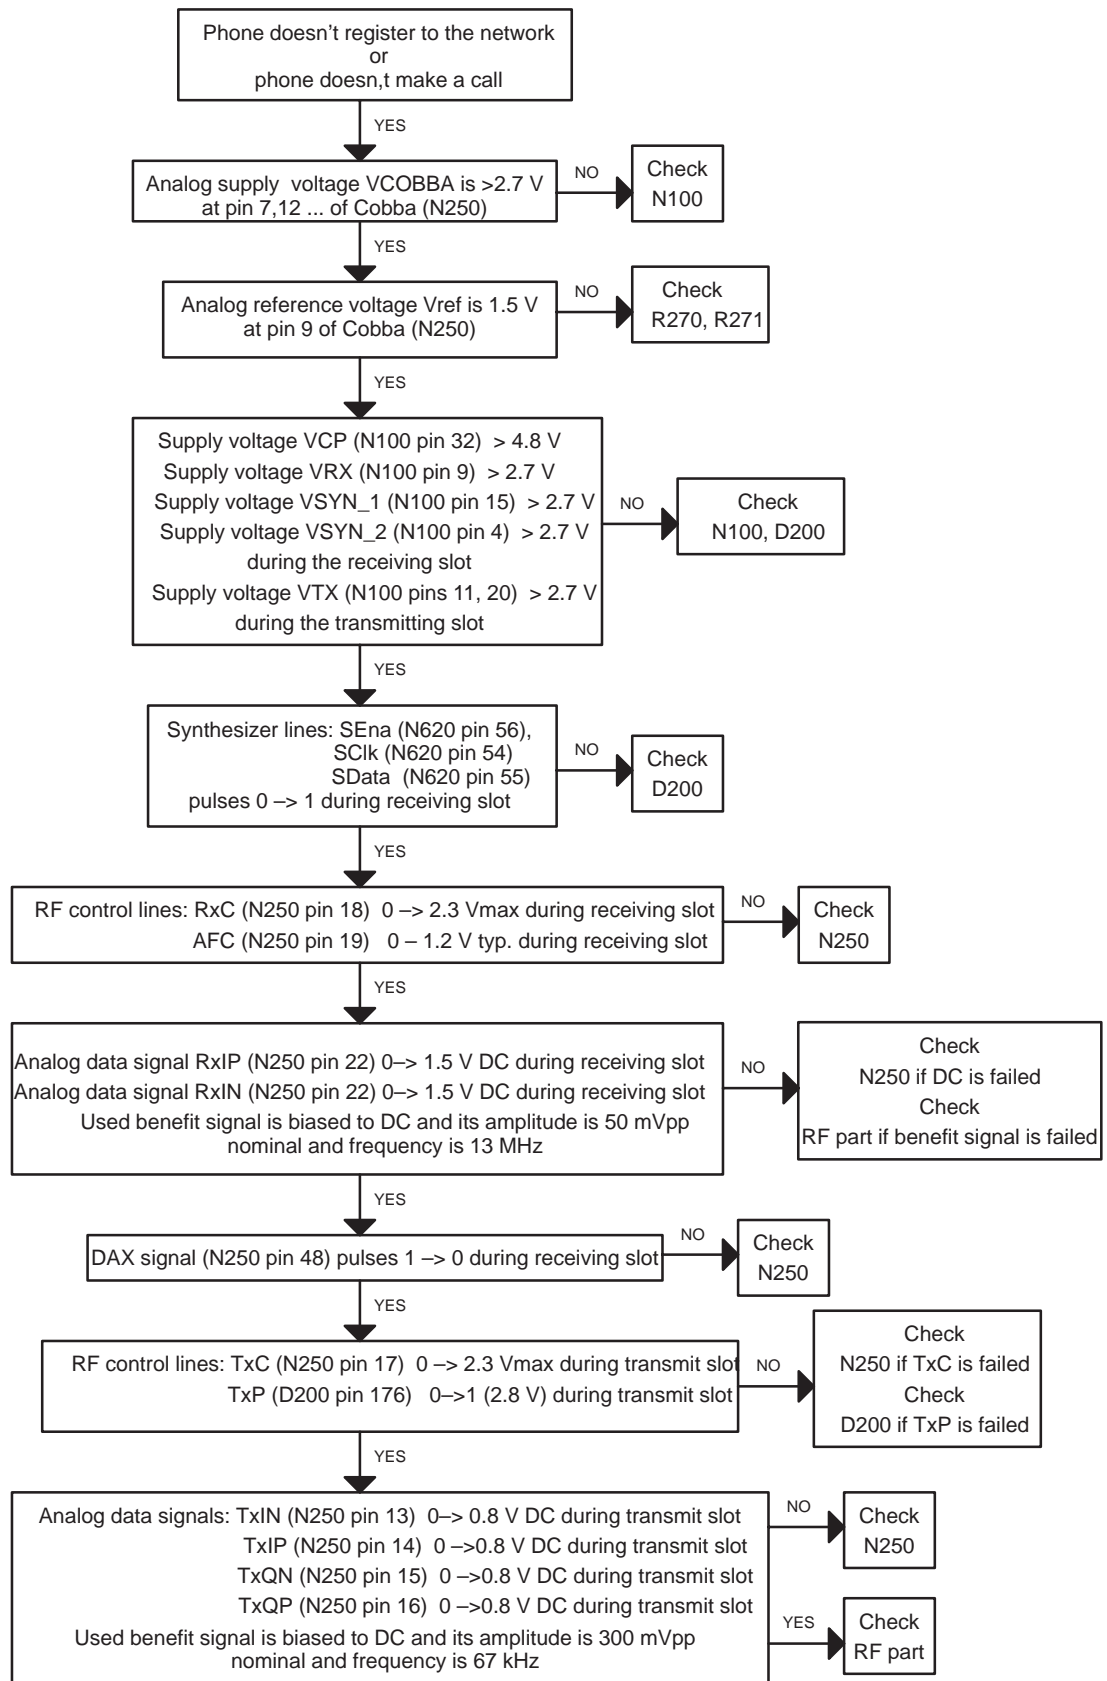 Phone doesn't register to the network
or
phone doesn,t make a call
YES
Analog supply voltage VCOBBA is >2.7 V
at pin 7,12 ... of Cobba (N250)
NO
Check
N100
YES
Analog reference voltage Vref is 1.5 V
at pin 9 of Cobba (N250)
NO
Check
R270, R271
YES
Supply voltage VCP (N100 pin 32) > 4.8 V
Supply voltage VRX (N100 pin 9) > 2.7 V
Supply voltage VSYN_1 (N100 pin 15) > 2.7 V
Supply voltage VSYN_2 (N100 pin 4) > 2.7 V
during the receiving slot
Supply voltage VTX (N100 pins 11, 20) > 2.7 V
during the transmitting slot
NO
Check
N100, D200
YES
Synthesizer lines: SEna (N620 pin 56),
SClk (N620 pin 54)
SData (N620 pin 55)
pulses 0 –> 1 during receiving slot
NO
Check
D200
YES
RF control lines: RxC (N250 pin 18) 0 –> 2.3 Vmax during receiving slot
AFC (N250 pin 19) 0 – 1.2 V typ. during receiving slot
NO
Check
N250
YES
Analog data signal RxIP (N250 pin 22) 0–> 1.5 V DC during receiving slot
Analog data signal RxIN (N250 pin 22) 0–> 1.5 V DC during receiving slot
Used benefit signal is biased to DC and its amplitude is 50 mVpp
nominal and frequency is 13 MHz
NO
Check
N250 if DC is failed
Check
RF part if benefit signal is failed
YES
DAX signal (N250 pin 48) pulses 1 –> 0 during receiving slot
NO
Check
N250
YES
RF control lines: TxC (N250 pin 17) 0 –> 2.3 Vmax during transmit slot
TxP (D200 pin 176) 0–>1 (2.8 V) during transmit slot
NO
Check
N250 if TxC is failed
Check
D200 if TxP is failed
YES
Analog data signals: TxIN (N250 pin 13) 0–> 0.8 V DC during transmit slot
TxIP (N250 pin 14) 0 –>0.8 V DC during transmit slot
TxQN (N250 pin 15) 0 –>0.8 V DC during transmit slot
TxQP (N250 pin 16) 0 –>0.8 V DC during transmit slot
Used benefit signal is biased to DC and its amplitude is 300 mVpp
nominal and frequency is 67 kHz
NO
Check
N250
YES
Check
RF part